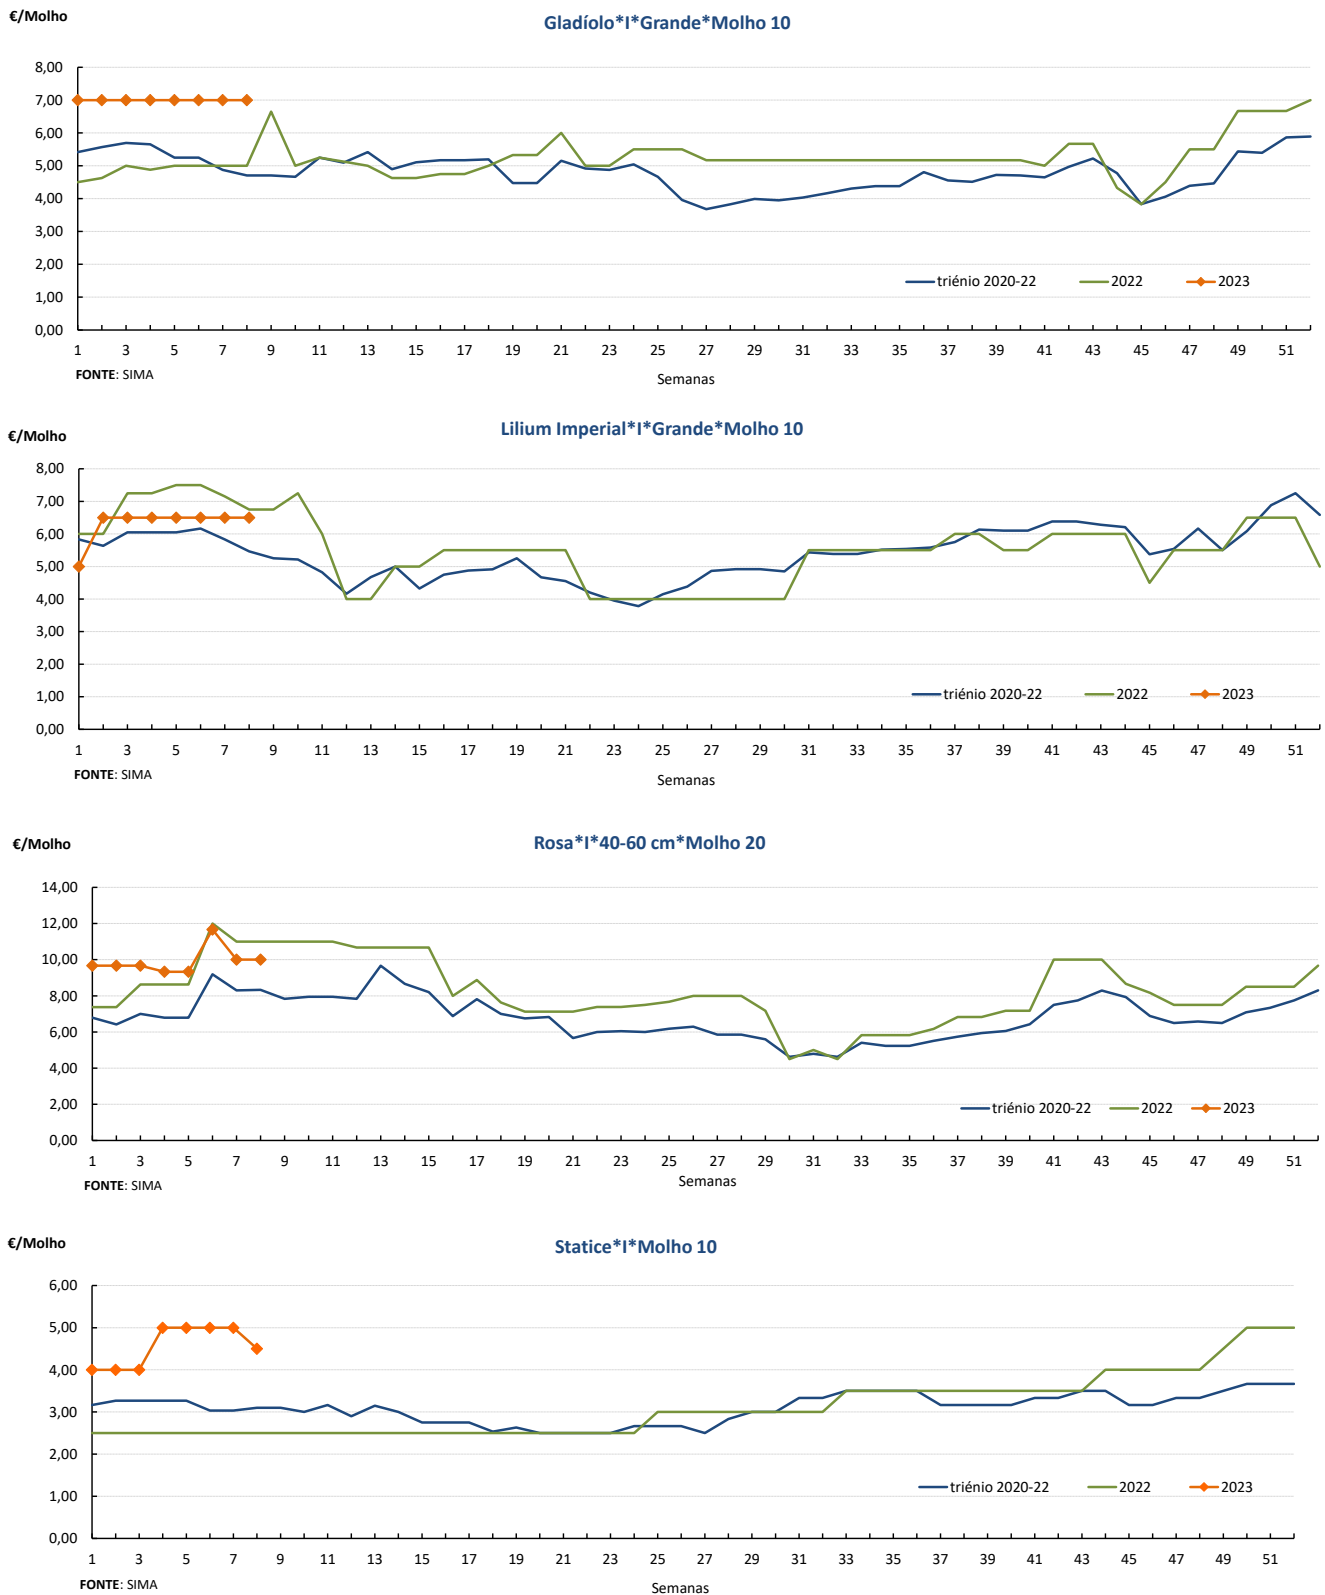 €/Molho
Gladíolo*I*Grande*Molho 10
8,00
7,00
6,00
5,00
4,00
3,00
2,00
1,00
0,00
triénio 2020-22 2022 2023
1 3 5 7 9 11 13 15 17 19 21 23 25 27 29 31 33 35 37 39 41 43 45 47 49 51
FONTE: SIMA
Semanas
€/Molho
Lilium Imperial*I*Grande*Molho 10
8,00
7,00
6,00
5,00
4,00
3,00
2,00
1,00
0,00
triénio 2020-22 2022 2023
1 3 5 7 9 11 13 15 17 19 21 23 25 27 29 31 33 35 37 39 41 43 45 47 49 51
FONTE: SIMA
Semanas
€/Molho
Rosa*I*40-60 cm*Molho 20
14,00
12,00
10,00
8,00
6,00
4,00
2,00
0,00
triénio 2020-22 2022 2023
1 3 5 7 9 11 13 15 17 19 21 23 25 27 29 31 33 35 37 39 41 43 45 47 49 51
Semanas
FONTE: SIMA
€/Molho
Statice*I*Molho 10
6,00
5,00
4,00
3,00
2,00
1,00
0,00
triénio 2020-22 2022 2023
1 3 5 7 9 11 13 15 17 19 21 23 25 27 29 31 33 35 37 39 41 43 45 47 49 51
FONTE: SIMA
Semanas